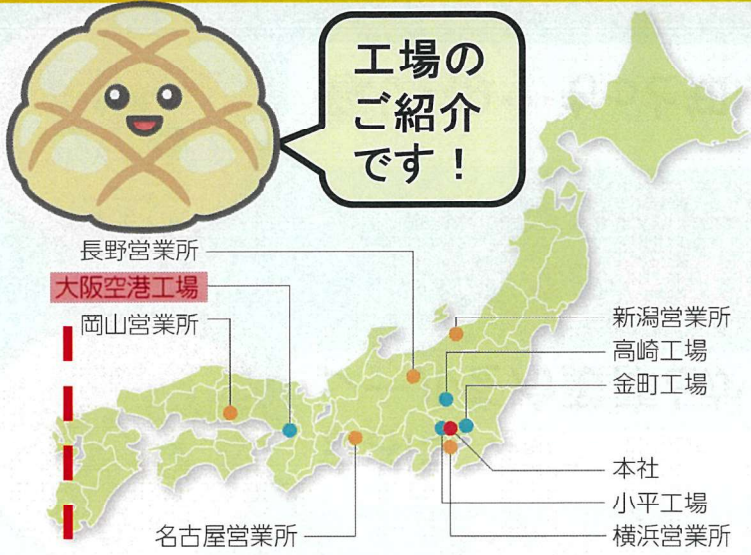 工場の
ご紹介
です！
長野営業所
大阪空港工場
岡山営業所
新潟営業所
高崎工場
金町工場
本社
小平工場
横浜営業所
名古屋営業所